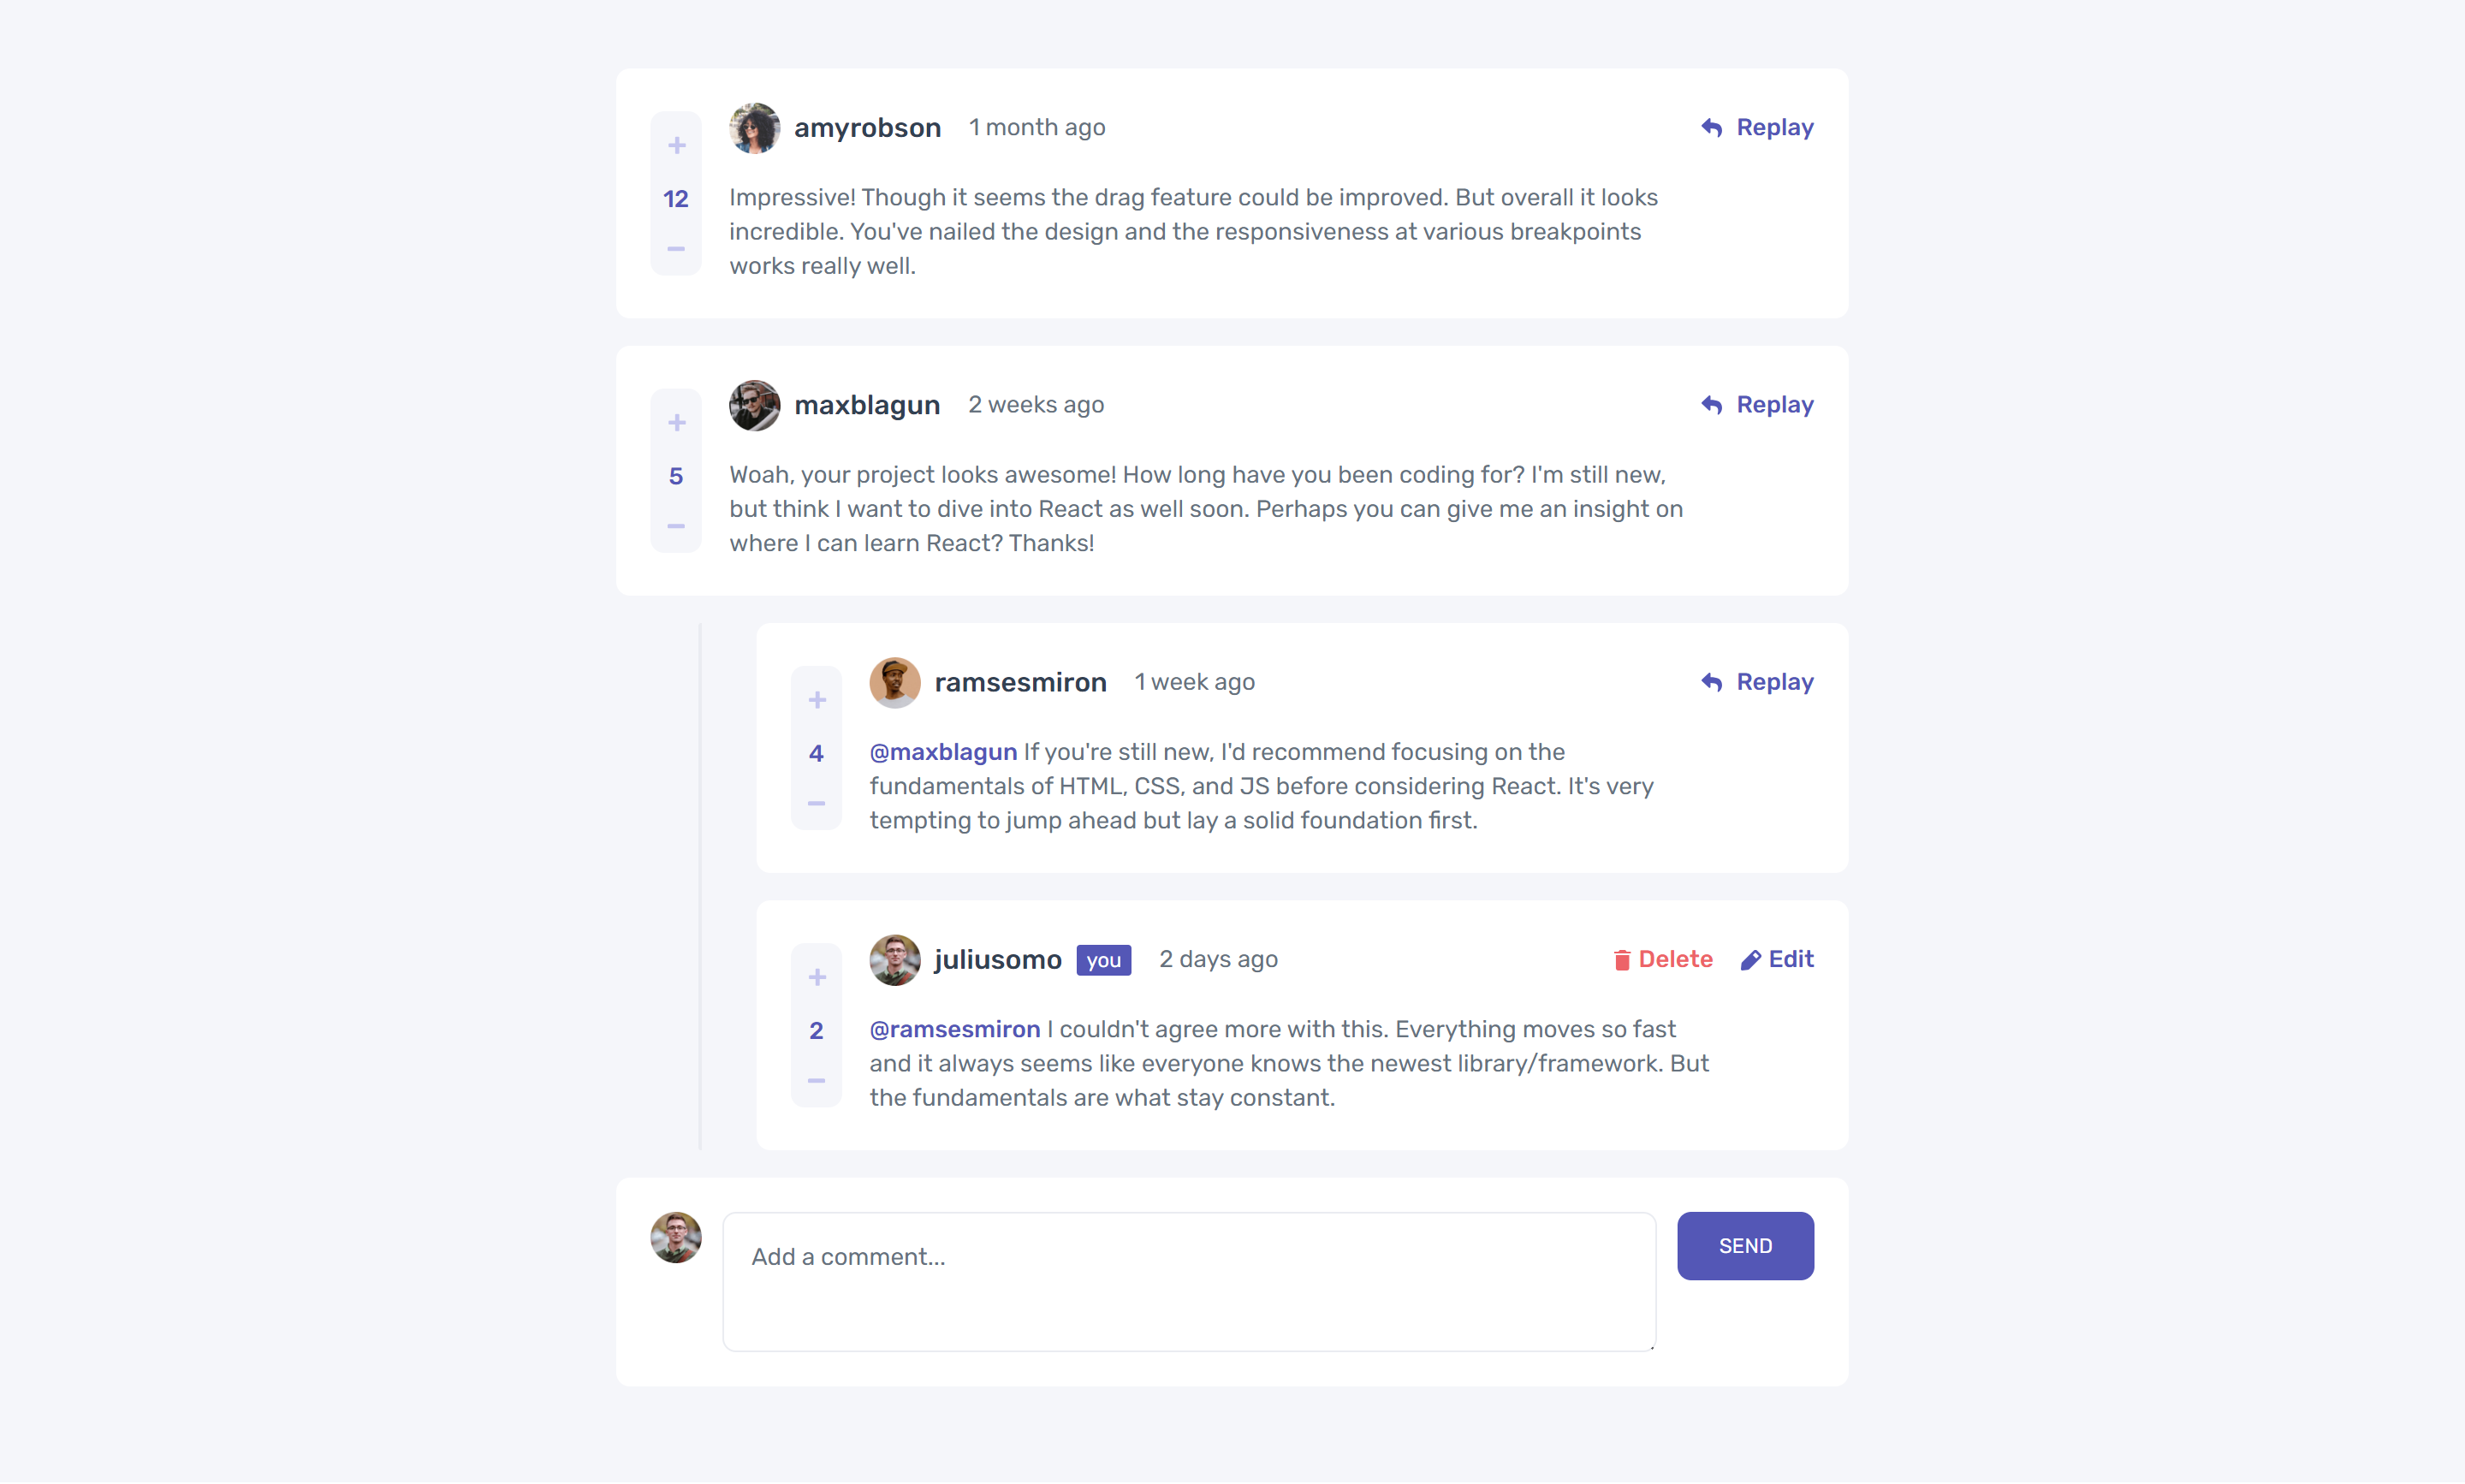 amyrobson 1 month ago Replay
+
12
−
Impressive! Though it seems the drag feature could be improved. But overall it looks
incredible. You've nailed the design and the responsiveness at various breakpoints
works really well.
maxblagun 2 weeks ago Replay
+
5
−
Woah, your project looks awesome! How long have you been coding for? I'm still new,
but think I want to dive into React as well soon. Perhaps you can give me an insight on
where I can learn React? Thanks!
ramsesmiron 1 week ago Replay
+
4
−
@maxblagun If you're still new, I'd recommend focusing on the
fundamentals of HTML, CSS, and JS before considering React. It's very
tempting to jump ahead but lay a solid foundation first.
juliusomo you 2 days ago Delete Edit
+
2
−
@ramsesmiron I couldn't agree more with this. Everything moves so fast
and it always seems like everyone knows the newest library/framework. But
the fundamentals are what stay constant.
Add a comment... SEND